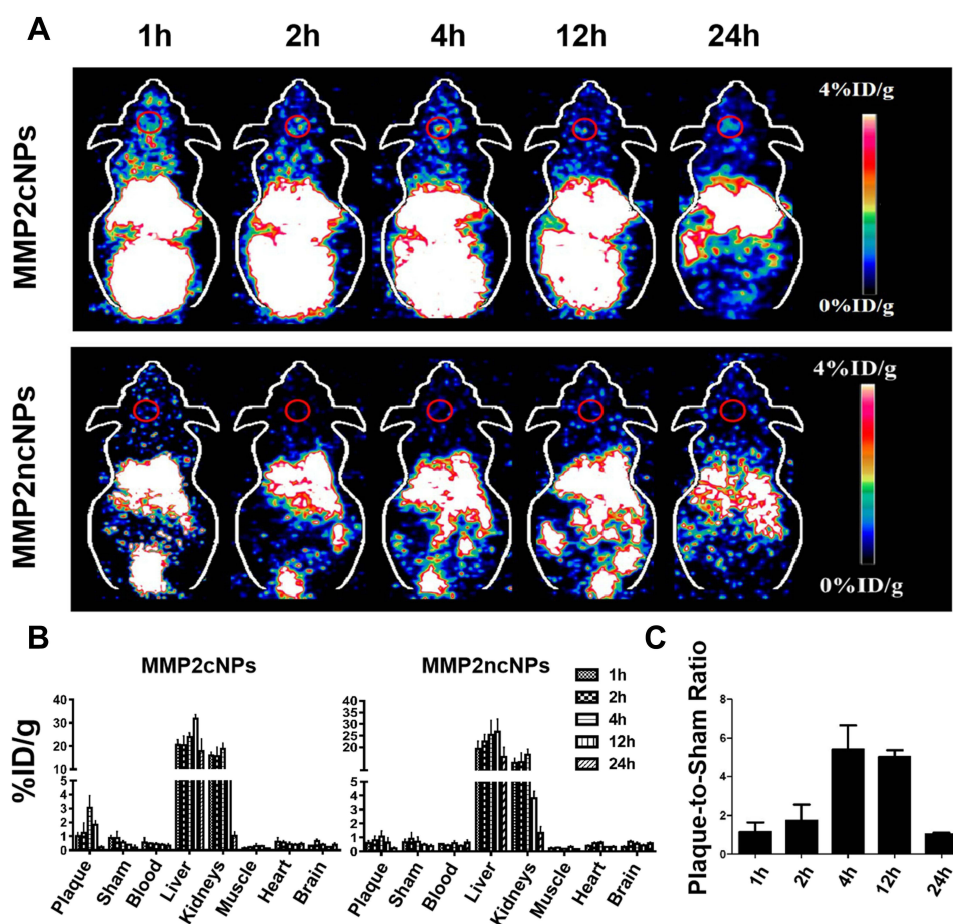 A
1h 2h 4h 12h 24h
MMP2cNPs
4%ID/g
0%ID/g
MMP2ncNPs
4%ID/g
0%ID/g
B
MMP2cNPs
%ID/g
40
30
20
10
5
4
3
2
1
0
Plaque Sham Blood Liver Kidneys Muscle Heart Brain
MMP2ncNPs
40
35
30
25
20
5
4
3
2
1
0
Plaque Sham Blood Liver Kidneys Muscle Heart Brain
1h
2h
4h
12h
24h
C
Plaque-to-Sham Ratio
8
6
4
2
0
1h 2h 4h 12h 24h